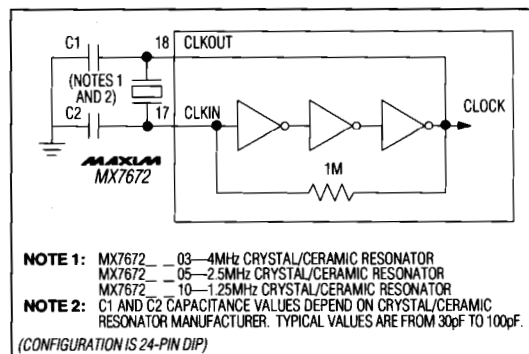 C1
18
CLKOUT
(NOTES 1
AND 2)
C2
17
CLKIN
CLOCK
1M
MAXIM
MX7672
NOTE 1: MX7672_ _ 03—4MHz CRYSTAL/CERAMIC RESONATOR
MX7672_ _ 05—2.5MHz CRYSTAL/CERAMIC RESONATOR
MX7672_ _ 10—1.25MHz CRYSTAL/CERAMIC RESONATOR
NOTE 2: C1 AND C2 CAPACITANCE VALUES DEPEND ON CRYSTAL/CERAMIC
RESONATOR MANUFACTURER. TYPICAL VALUES ARE FROM 30pF TO 100pF.
(CONFIGURATION IS 24-PIN DIP)